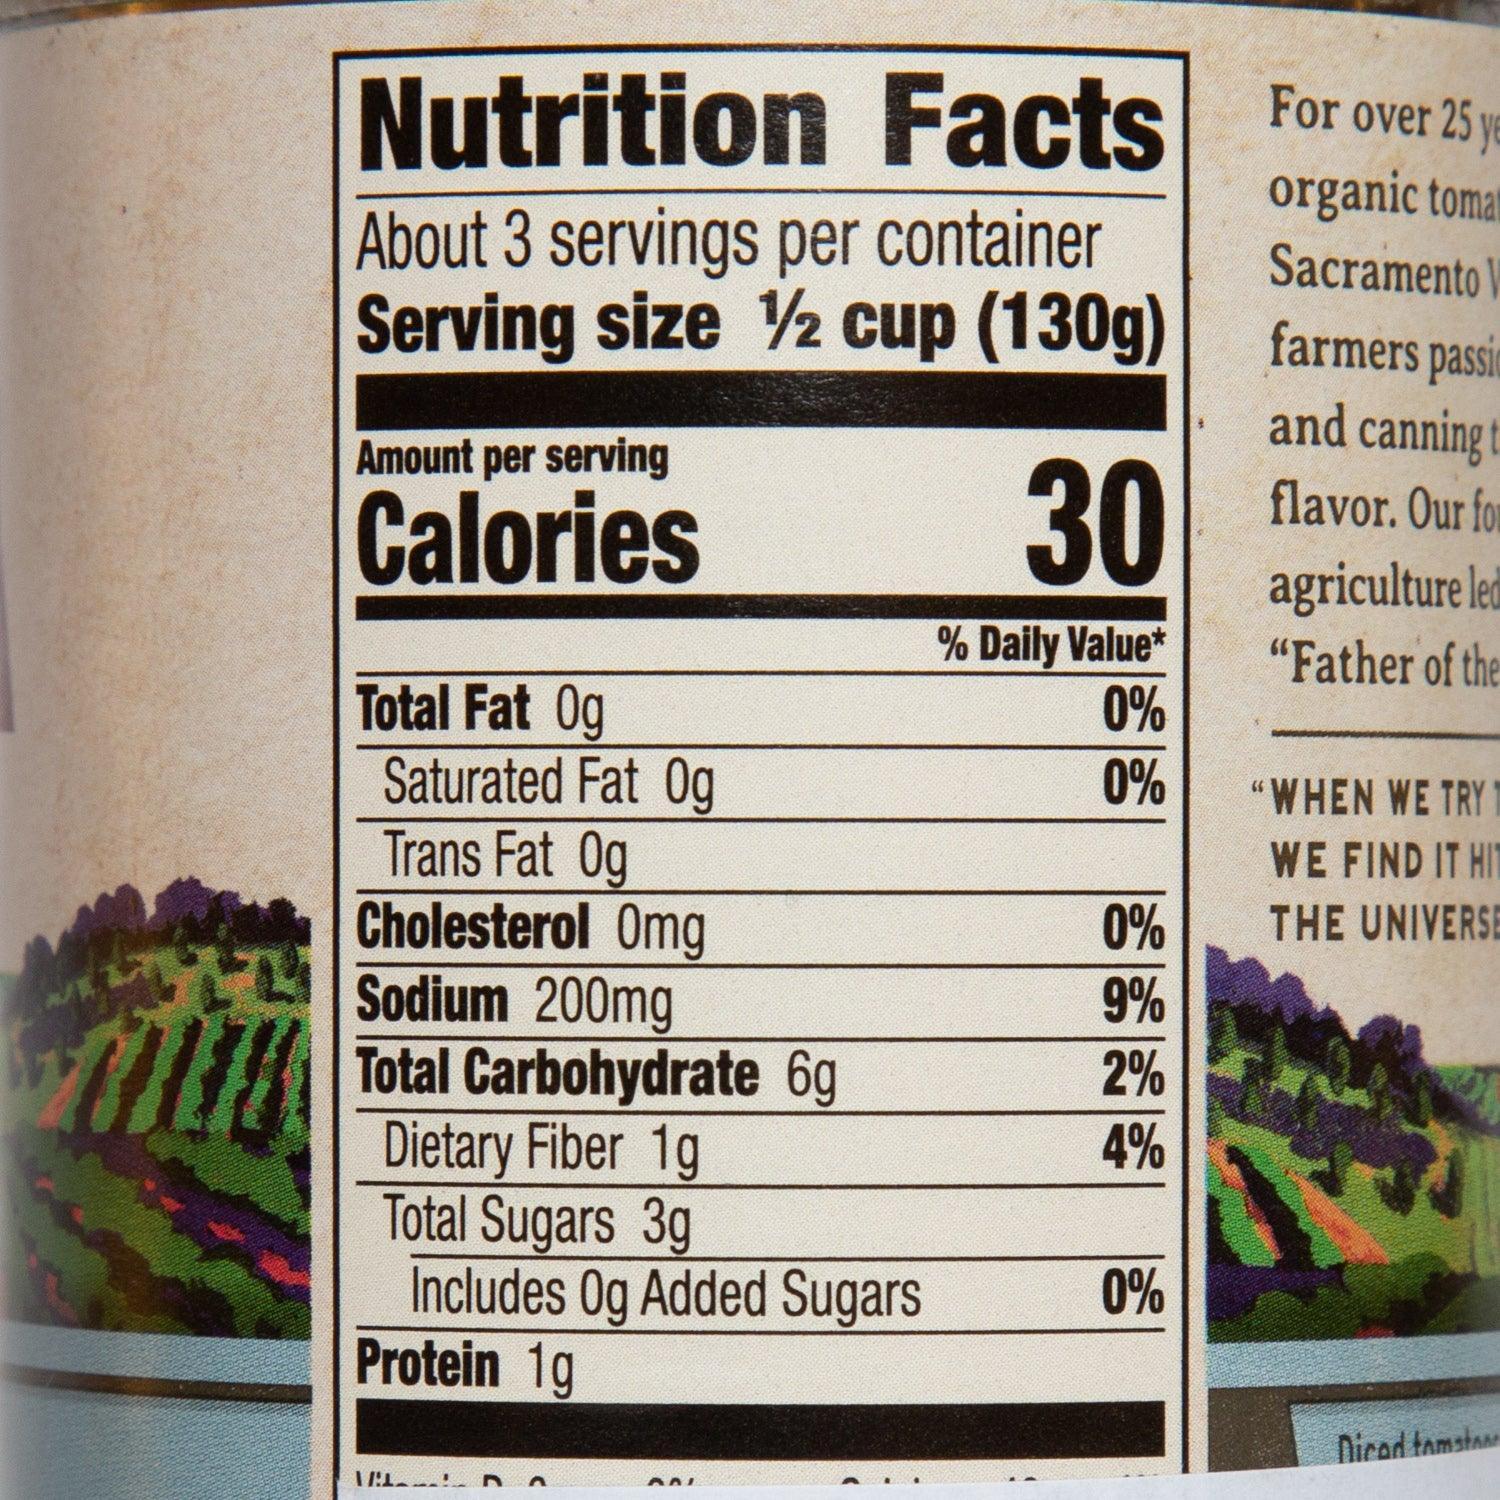 Nutrition Facts
About 3 servings per container
Serving size ½ cup (130g)
Amount per serving
Calories 30
% Daily Value*
Total Fat 0g 0%
Saturated Fat 0g 0%
Trans Fat 0g
Cholesterol 0mg 0%
Sodium 200mg 9%
Total Carbohydrate 6g 2%
Dietary Fiber 1g 4%
Total Sugars 3g
Includes 0g Added Sugars 0%
Protein 1g
For over 25
organic
Sacramento
farmers
and canning
flavor. Our
agriculture led
“Father of the
“WHEN WE TRY
WE FIND IT
THE UNIVERSE
Diced